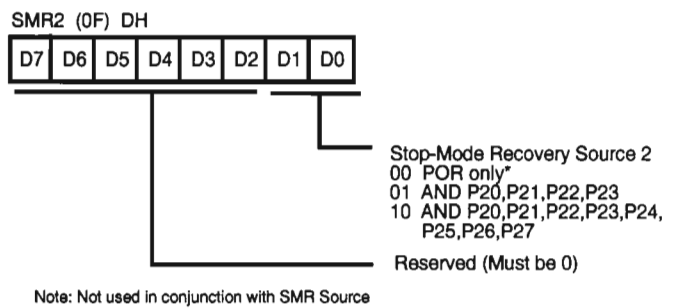 SMR2 (0F) DH
D7 D6 D5 D4 D3 D2 D1 D0
Stop-Mode Recovery Source 2
00 POR only*
01 AND P20,P21,P22,P23
10 AND P20,P21,P22,P23,P24,
P25,P26,P27
Reserved (Must be 0)
Note: Not used in conjunction with SMR Source